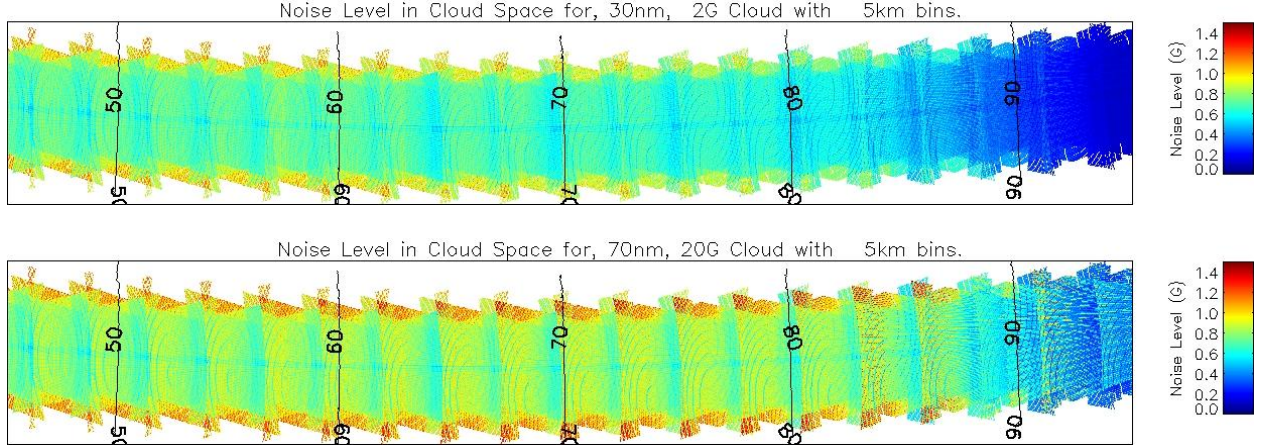 Noise Level in Cloud Space for, 30nm,  2G Cloud with  5km bins.
50 60 70 80 90
50 60 70 80 90
Noise Level (G)
1.4
1.2
1.0
0.8
0.6
0.4
0.2
0.0
Noise Level in Cloud Space for, 70nm, 20G Cloud with  5km bins.
50 60 70 80 90
50 60 70 80 90
Noise Level (G)
1.4
1.2
1.0
0.8
0.6
0.4
0.2
0.0